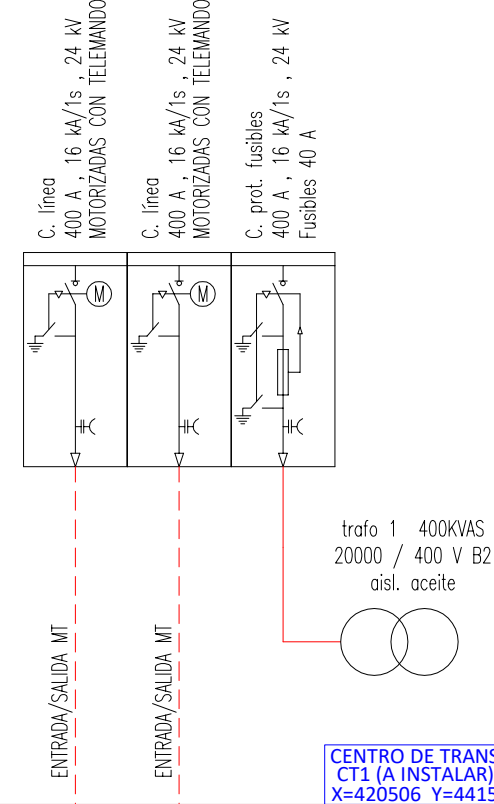 C. línea
400 A , 16 kA/1s , 24 kV
MOTORIZADAS CON TELEMANDO
C. línea
400 A , 16 kA/1s , 24 kV
MOTORIZADAS CON TELEMANDO
C. prot. fusibles
400 A , 16 kA/1s , 24 kV
Fusibles 40 A
M
M
trafo 1 400KVAS
20000 / 400 V B2
aisl. aceite
ENTRADA/SALIDA MT
ENTRADA/SALIDA MT
CENTRO DE TRANS
CT1 (A INSTALAR)
X=420506 Y=4415